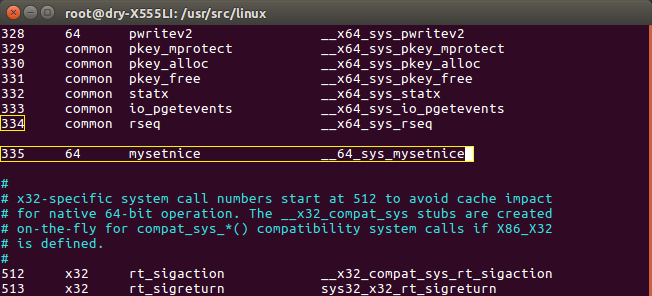 root@dry-X555LI: /usr/src/linux
328 64 pwritev2 __x64_sys_pwritev2
329 common pkey_mprotect __x64_sys_pkey_mprotect
330 common pkey_alloc __x64_sys_pkey_alloc
331 common pkey_free __x64_sys_pkey_free
332 common statx __x64_sys_statx
333 common io_pgetevents __x64_sys_io_pgetevents
334 common rseq __x64_sys_rseq
335 64 mysetnice __64_sys_mysetnice
#
# x32-specific system call numbers start at 512 to avoid cache impact
# for native 64-bit operation. The __x32_compat_sys stubs are created
# on-the-fly for compat_sys_*() compatibility system calls if X86_X32
# is defined.
#
512 x32 rt_sigaction __x32_compat_sys_rt_sigaction
513 x32 rt_sigreturn sys32_x32_rt_sigreturn